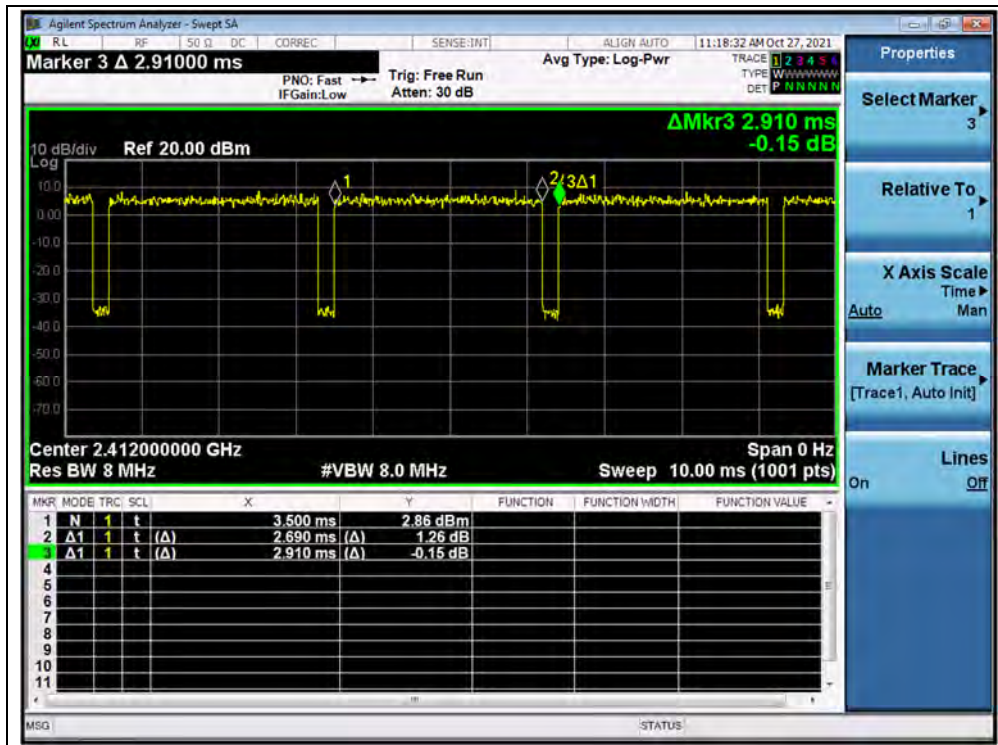 Agilent Spectrum Analyzer - Swept SA
LXI RL RF 50 Ω DC CORREC SENSE:INT ALIGN AUTO 11:18:32 AM Oct 27, 2021
Marker 3 Δ 2.91000 ms
PNO: Fast
IFGain:Low
Trig: Free Run
Atten: 30 dB
Avg Type: Log-Pwr
TRACE 1 2 3 4 5 6
TYPE WWWWWW
DET P N N N N N
ΔMkr3 2.910 ms
-0.15 dB
10 dB/div Ref 20.00 dBm
Log
10.0
0.00
-10.0
-20.0
-30.0
-40.0
-50.0
-60.0
-70.0
1
2
3Δ1
Center 2.412000000 GHz Span 0 Hz
Res BW 8 MHz #VBW 8.0 MHz Sweep 10.00 ms (1001 pts)
MKR MODE TRC SCL X Y FUNCTION FUNCTION WIDTH FUNCTION VALUE
1 N 1 t 3.500 ms 2.86 dBm
2 Δ1 1 t (Δ) 2.690 ms (Δ) 1.26 dB
3 Δ1 1 t (Δ) 2.910 ms (Δ) -0.15 dB
4
5
6
7
8
9
10
11
MSG STATUS
Properties
Select Marker
3
Relative To
1
X Axis Scale
Time
Auto Man
Marker Trace
[Trace1, Auto Init]
Lines
On Off